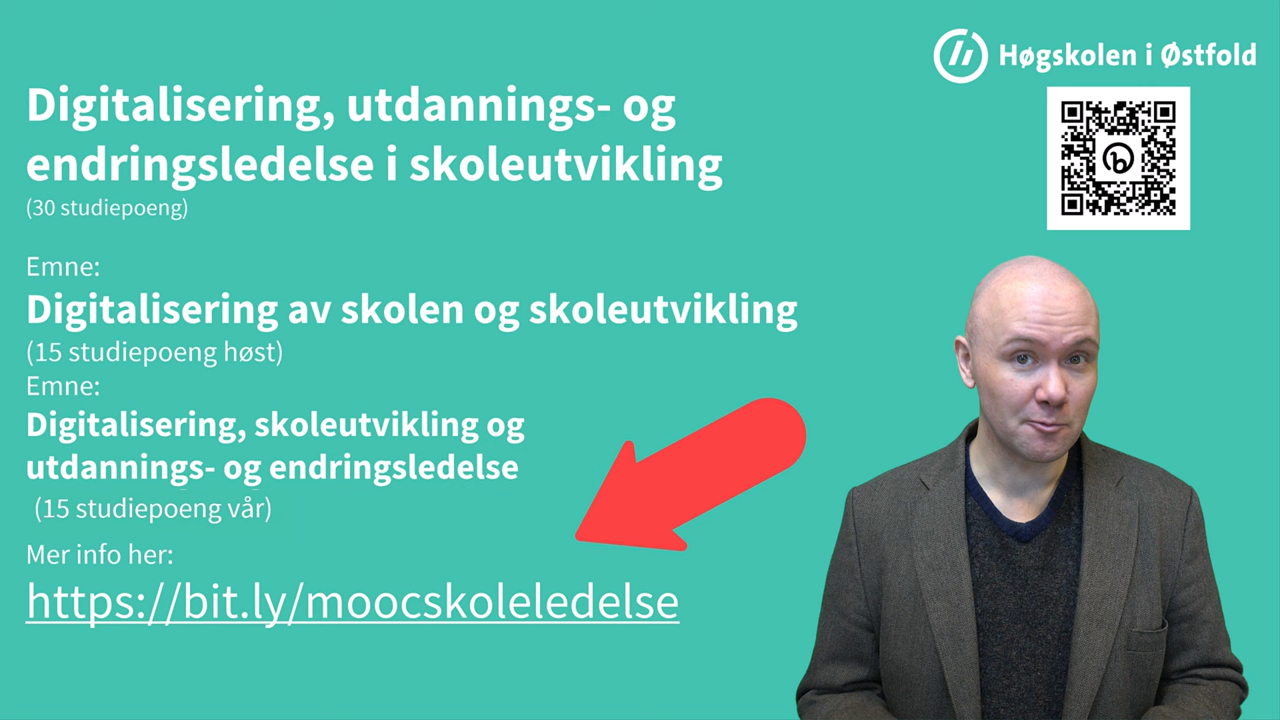 Høgskolen i Østfold
Digitalisering, utdannings- og
endringsledelse i skoleutvikling
(30 studiepoeng)
Emne:
Digitalisering av skolen og skoleutvikling
(15 studiepoeng høst)
Emne:
Digitalisering, skoleutvikling og
utdannings- og endringsledelse
(15 studiepoeng vår)
Mer info her:
https://bit.ly/moocskoleledelse